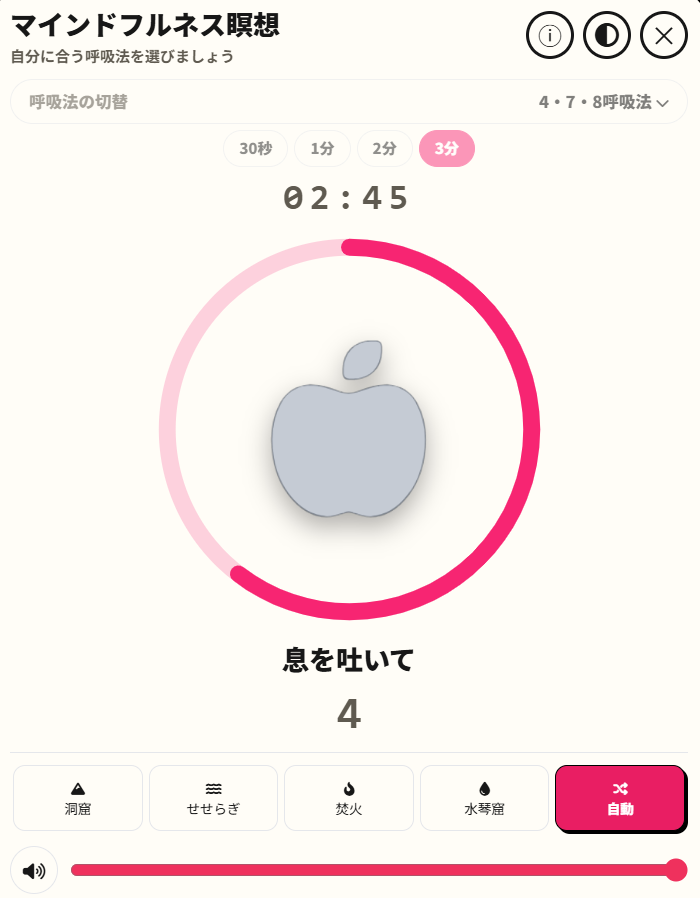 マインドフルネス瞑想
自分に合う呼吸法を選びましょう
呼吸法の切替
4・7・8呼吸法
30秒
1分
2分
3分
02:45
息を吐いて
4
洞窟
せせらぎ
焚火
水琴窟
自動